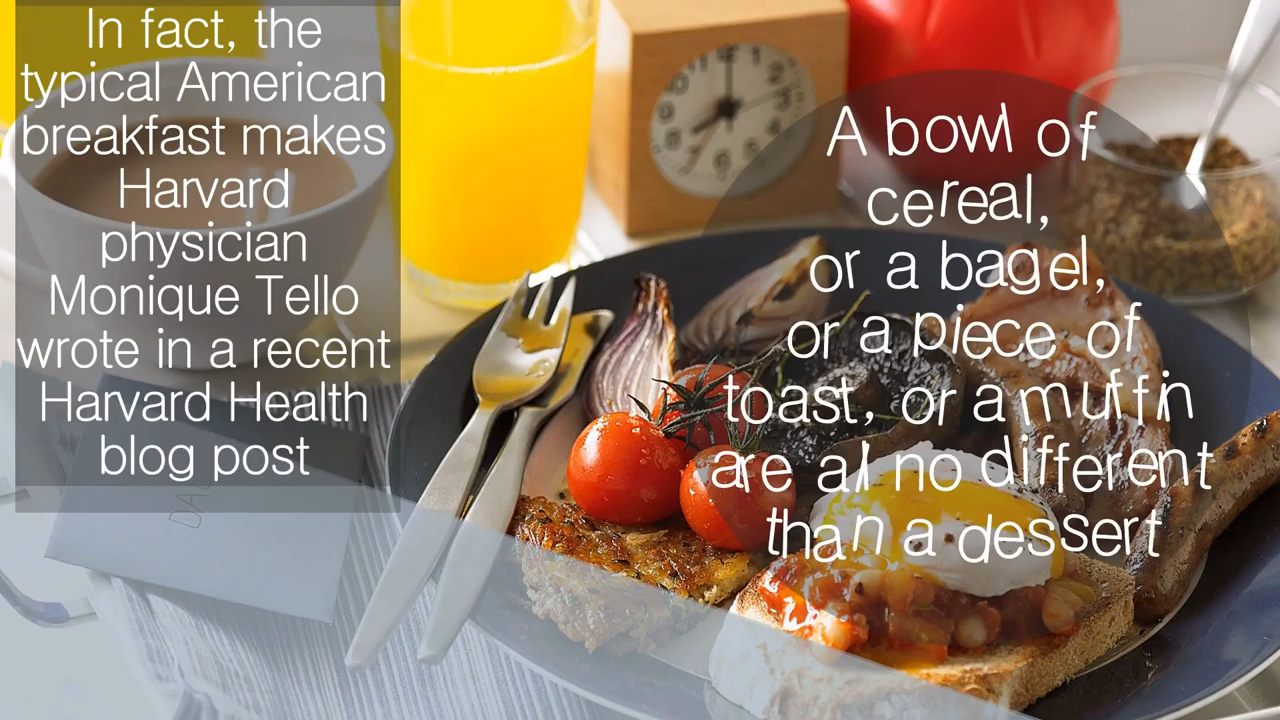 In fact, the
typical American
breakfast makes
Harvard
physician
Monique Tello
wrote in a recent
Harvard Health
blog post
A bowl of
cereal,
or a bagel,
or a piece of
toast, or a muffin
are all no different
than a dessert